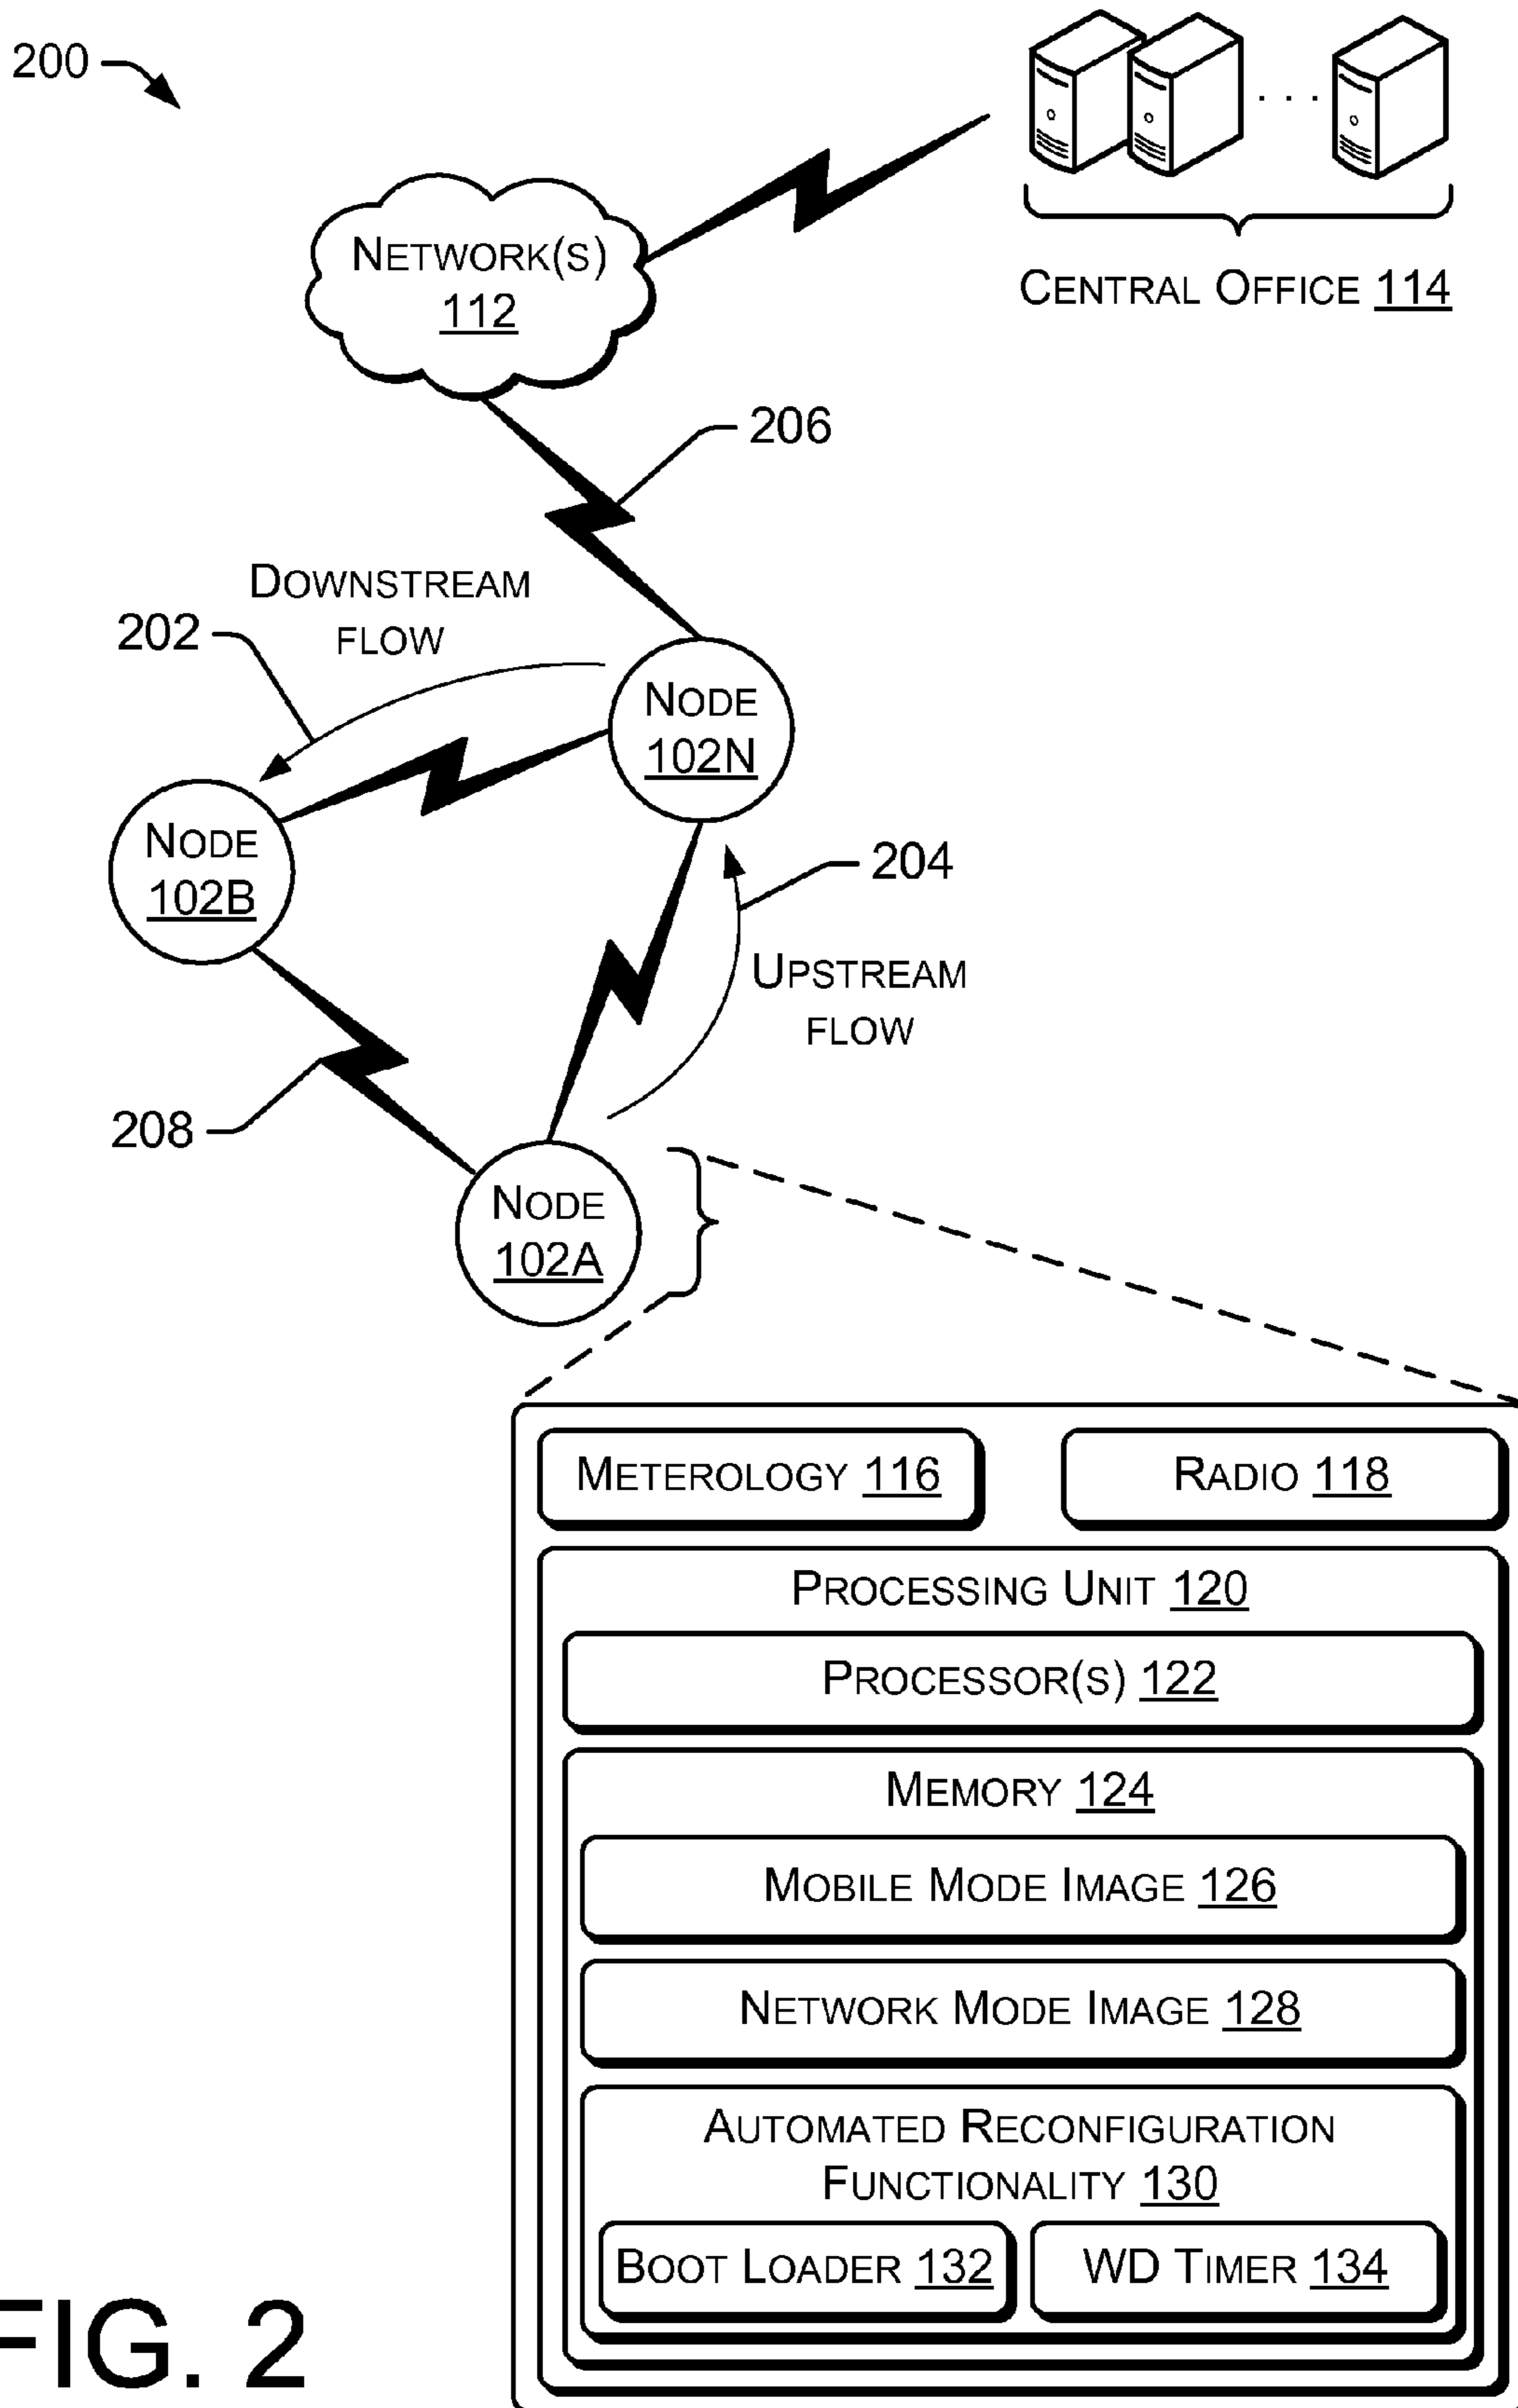 200
NETWORK(S)
112
CENTRAL OFFICE 114
206
DOWNSTREAM
FLOW
202
NODE
102N
NODE
102B
204
UPSTREAM
FLOW
208
NODE
102A
METEROLOGY 116
RADIO 118
PROCESSING UNIT 120
PROCESSOR(S) 122
MEMORY 124
MOBILE MODE IMAGE 126
NETWORK MODE IMAGE 128
AUTOMATED RECONFIGURATION
FUNCTIONALITY 130
BOOT LOADER 132
WD TIMER 134
FIG. 2